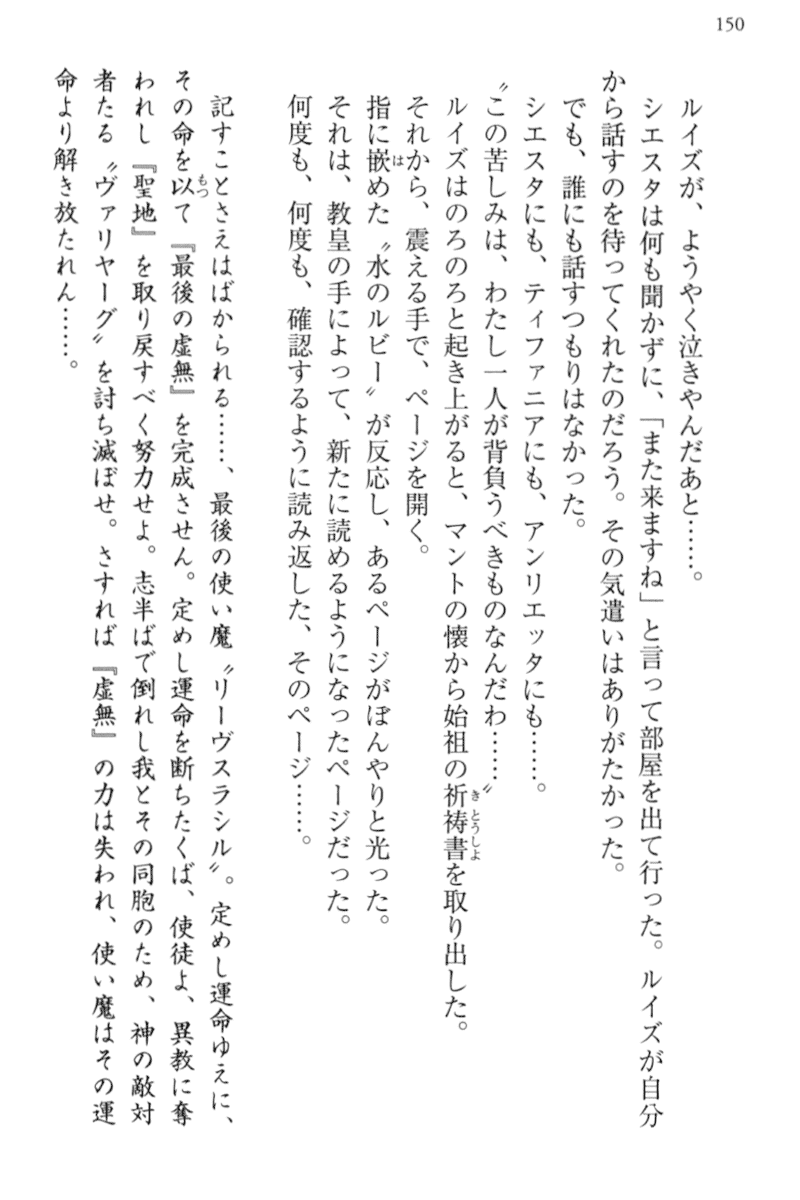 150
ルイズが、ようやく泣きやんだあと……。
シエスタは何も聞かずに、「また来ますね」と言って部屋を出て行った。ルイズが自分
から話すのを待ってくれたのだろう。その気遣いはありがたかった。
でも、誰にも話すつもりはなかった。
シエスタにも、ティファニアにも、アンリエッタにも……。
〝この苦しみは、わたし一人が背負うべきものなんだわ……〟
ルイズはのろのろと起き上がると、マントの懐から始祖の祈祷書を取り出した。
それから、震える手で、ページを開く。
指に嵌めた〝水のルビー〟が反応し、あるページがぼんやりと光った。
それは、教皇の手によって、新たに読めるようになったページだった。
何度も、何度も、確認するように読み返した、そのページ……。
記すことさえはばかられる……、最後の使い魔〝リーヴスラシル〟。定めし運命ゆえに、
その命を以て『最後の虚無』を完成させん。定めし運命を断ちたくば、使徒よ、異教に奪
われし『聖地』を取り戻すべく努力せよ。志半ばで倒れし我とその同胞のため、神の敵対
者たる〝ヴァリヤーグ〟を討ち滅ぼせ。さすれば『虚無』の力は失われ、使い魔はその運
命より解き放たれん……。